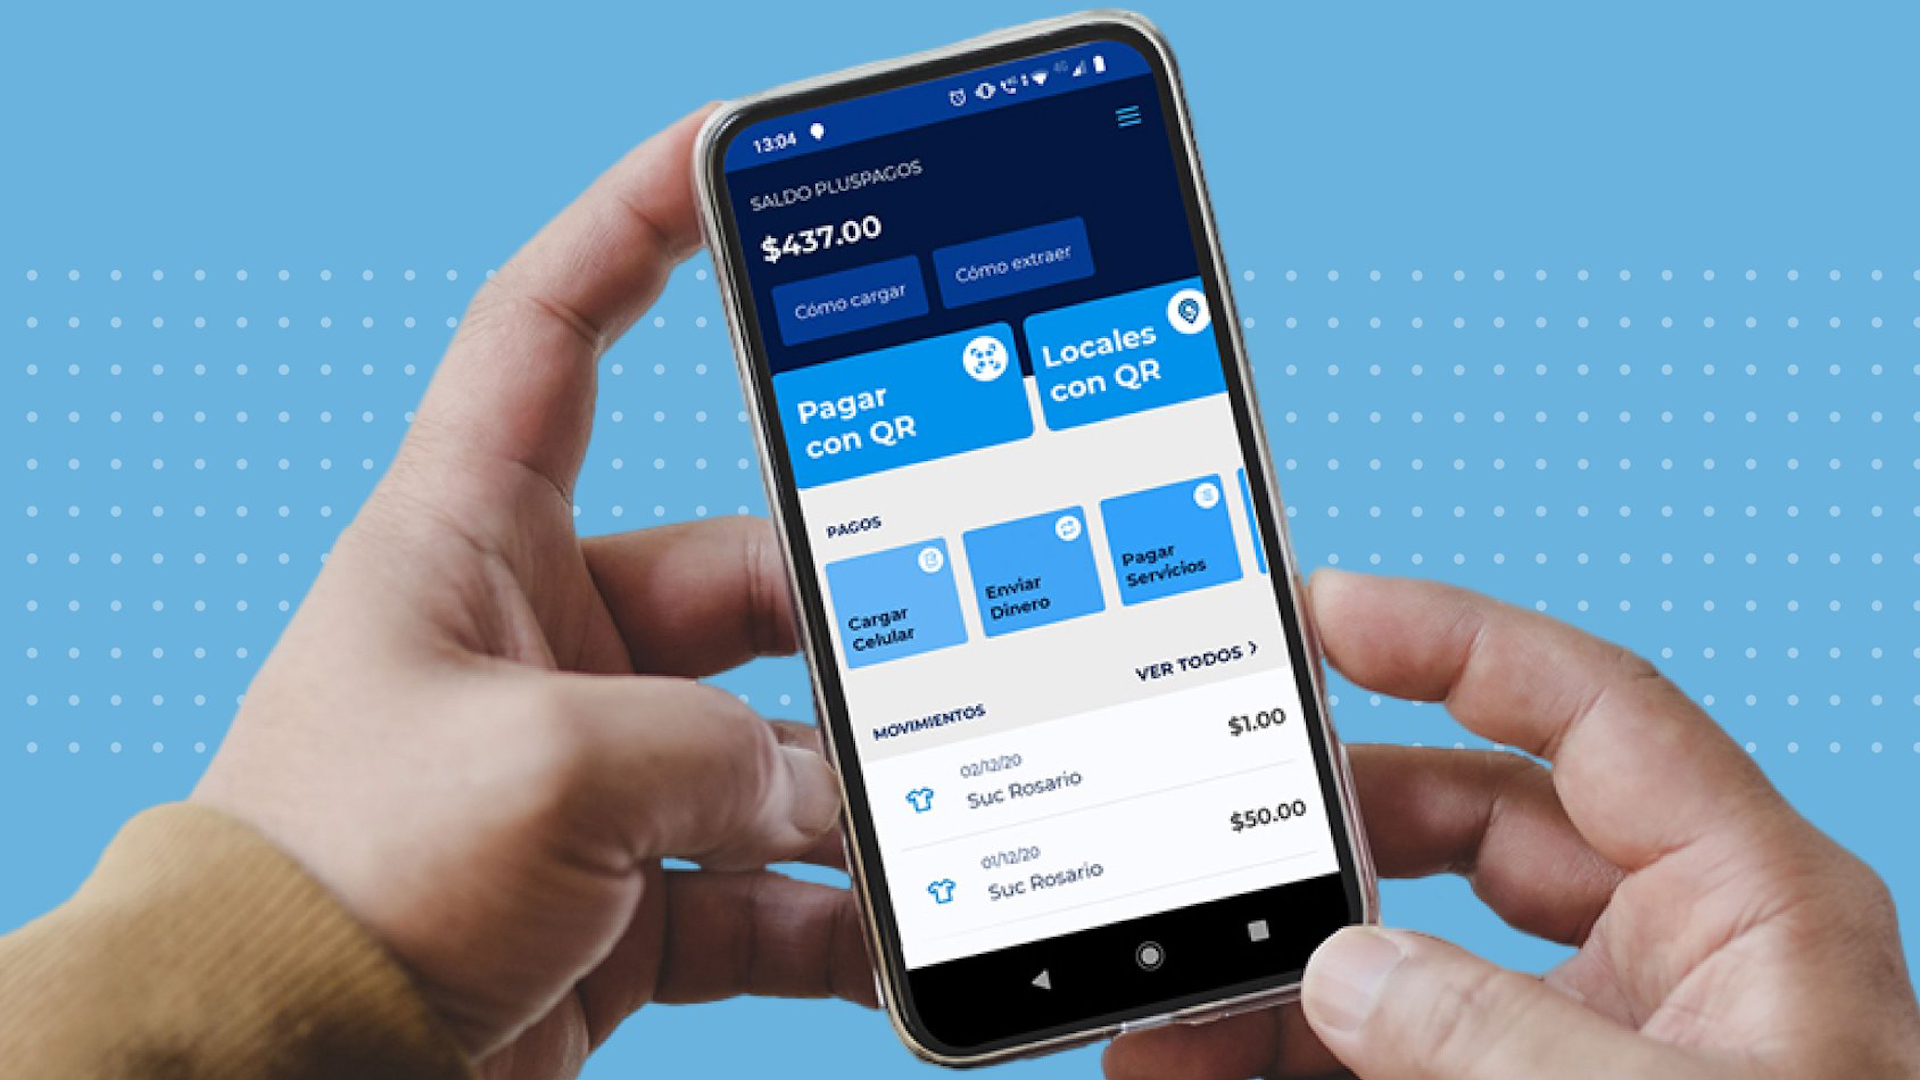 13:04
4G
SALDO PLUSPAGOS
$437.00
Cómo cargar
Cómo extraer
Pagar
con QR
Locales
con QR
PAGOS
Cargar
Celular
Enviar
Dinero
Pagar
Servicios
VER TODOS >
MOVIMIENTOS
02/12/20
Suc Rosario
$1.00
01/12/20
Suc Rosario
$50.00